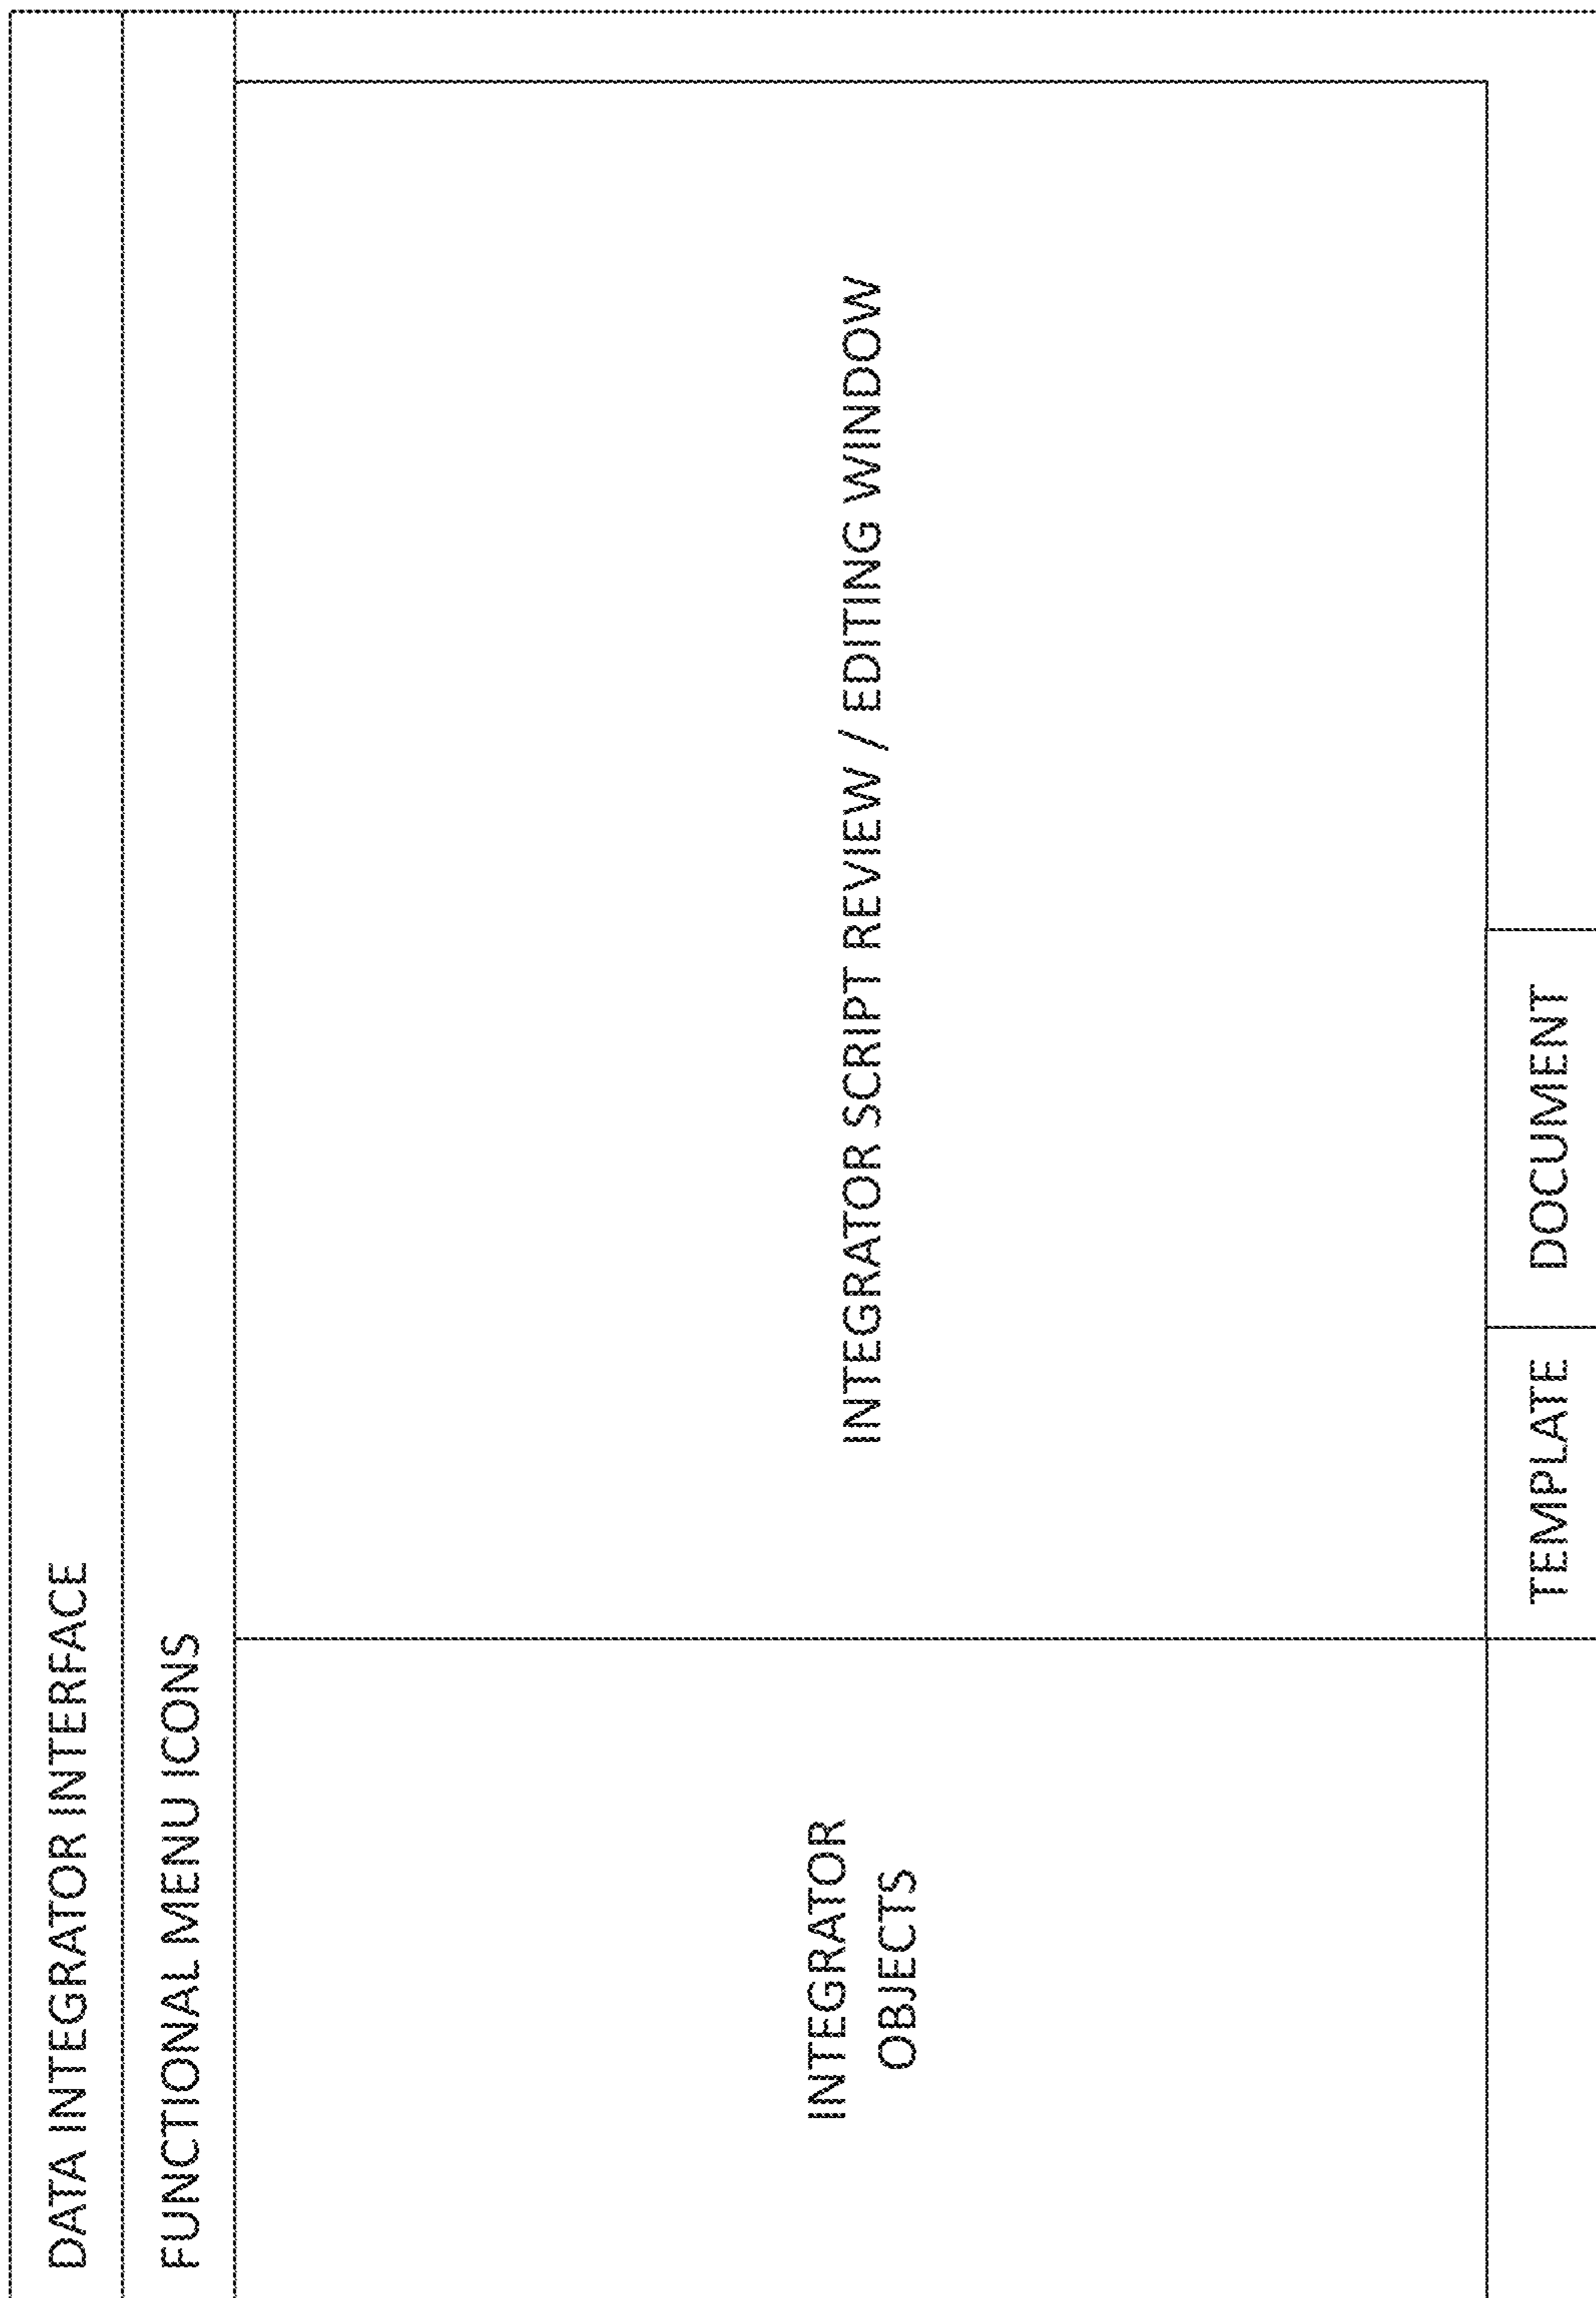 DATA INTEGRATOR INTERFACE
FUNCTIONAL MENU ICONS
INTEGRATOR
OBJECTS
INTEGRATOR SCRIPT REVIEW / EDITING WINDOW
TEMPLATE
DOCUMENT